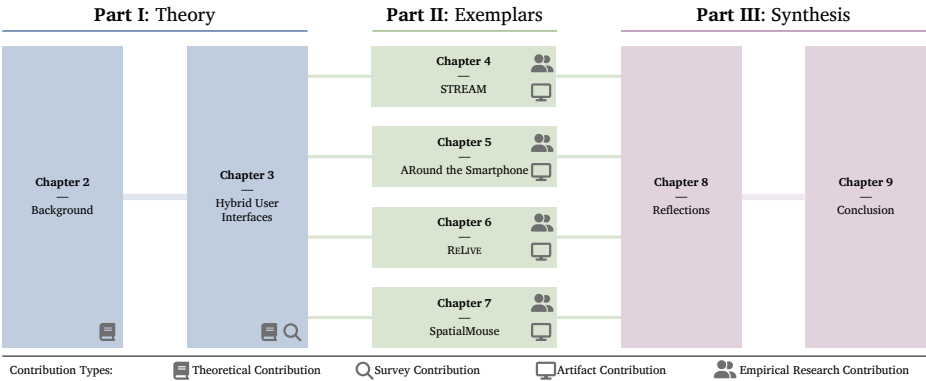 Part I: Theory
Part II: Exemplars
Part III: Synthesis
Chapter 2
—
Background
Chapter 3
—
Hybrid User
Interfaces
Chapter 4
—
STREAM
Chapter 5
—
ARound the Smartphone
Chapter 6
—
RELIVE
Chapter 7
—
SpatialMouse
Chapter 8
—
Reflections
Chapter 9
—
Conclusion
Contribution Types: Theoretical Contribution Survey Contribution Artifact Contribution Empirical Research Contribution